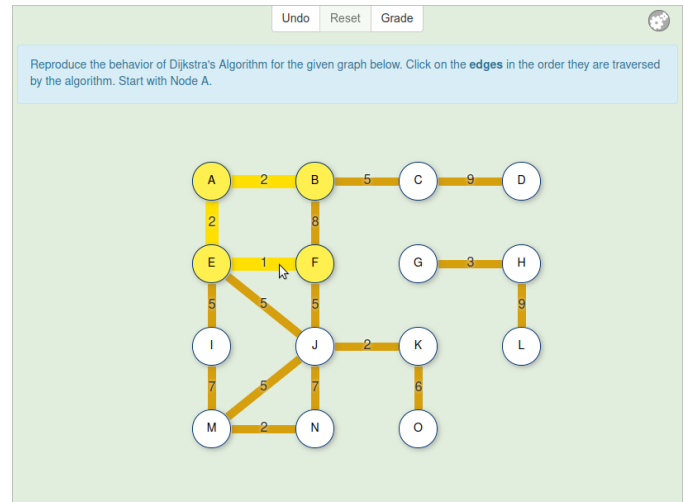 Undo Reset Grade
Reproduce the behavior of Dijkstra's Algorithm for the given graph below. Click on the edges in the order they are traversed
by the algorithm. Start with Node A.
A 2 B 5 C 9 D
2 8
E 1 F G 3 H
5 5 5 9
I J 2 K L
7 5 7 6
M 2 N O